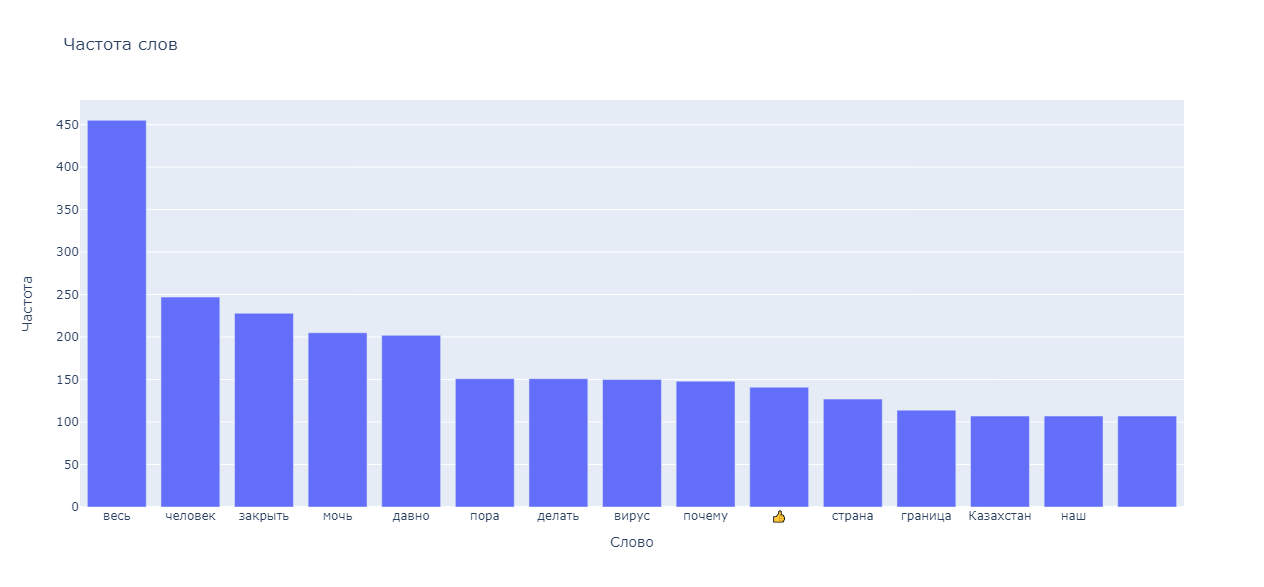 Частота слов
Частота
450
400
350
300
250
200
150
100
50
0
весь человек закрыть мочь давно пора делать вирус почему 👍 страна граница Казахстан наш
Слово